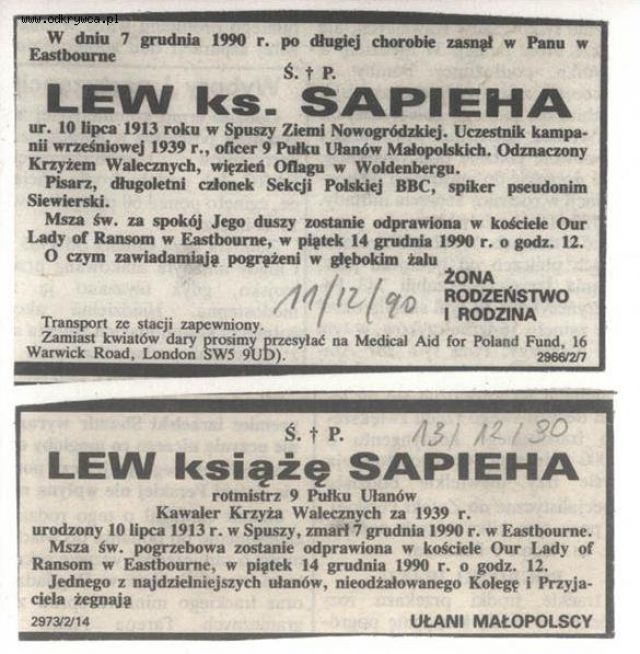 www.odkrywca.pl
W dniu 7 grudnia 1990 r. po długiej chorobie zasnął w Panu w
Eastbourne
Ś. † P.
LEW ks. SAPIEHA
ur. 10 lipca 1913 roku w Spuszy Ziemi Nowogródzkiej. Uczestnik kampa-
nii wrześniowej 1939 r., oficer 9 Pułku Ułanów Małopolskich. Odznaczony
Krzyżem Walecznych, więzień Oflagu w Woldenbergu.
Pisarz, długoletni członek Sekcji Polskiej BBC, spiker pseudonim
Siewierski.
Msza św. za spokój Jego duszy zostanie odprawiona w kościele Our
Lady of Ransom w Eastbourne, w piątek 14 grudnia 1990 r. o godz. 12.
O czym zawiadamiają pogrążeni w głębokim żalu
ŻONA
RODZEŃSTWO
I RODZINA
11/12/90
Transport ze stacji zapewniony.
Zamiast kwiatów dary prosimy przesyłać na Medical Aid for Poland Fund, 16
Warwick Road, London SW5 9UD).
2966/2/7
Ś. † P.
13/12/90
LEW książę SAPIEHA
rotmistrz 9 Pułku Ułanów
Kawaler Krzyża Walecznych za 1939 r.
urodzony 10 lipca 1913 r. w Spuszy, zmarł 7 grudnia 1990 r. w Eastbourne.
Msza św. pogrzebowa zostanie odprawiona w kościele Our Lady of
Ransom w Eastbourne, w piątek 14 grudnia 1990 r. o godz. 12.
Jednego z najdzielniejszych ułanów, nieodżałowanego Kolegę i Przyja-
ciela żegnają
2973/2/14
UŁANI MAŁOPOLSCY